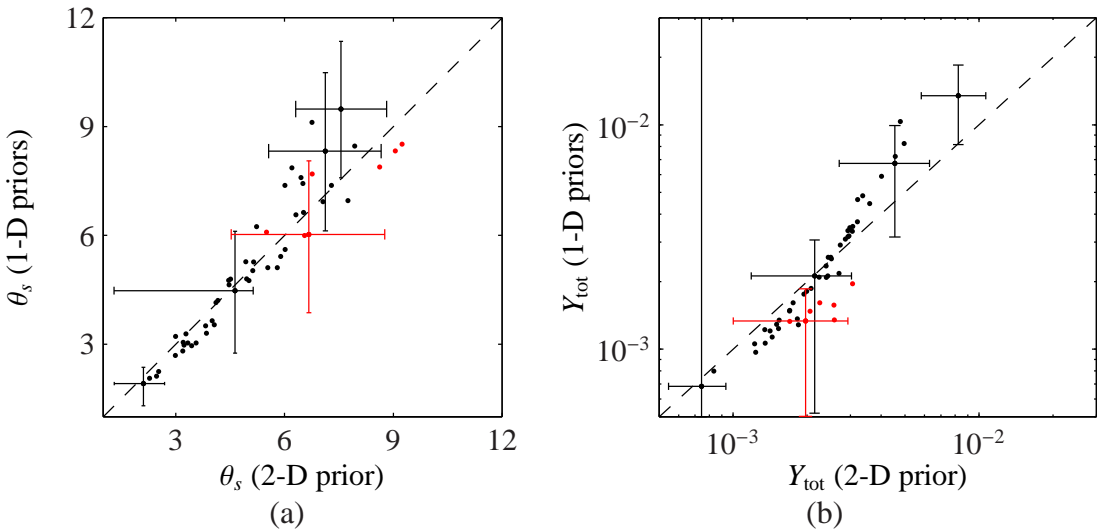 12
9
6
3
θs (1-D priors)
3 6 9 12
θs (2-D prior)
(a)
10−2
10−3
Ytot (1-D priors)
10−3 10−2
Ytot (2-D prior)
(b)